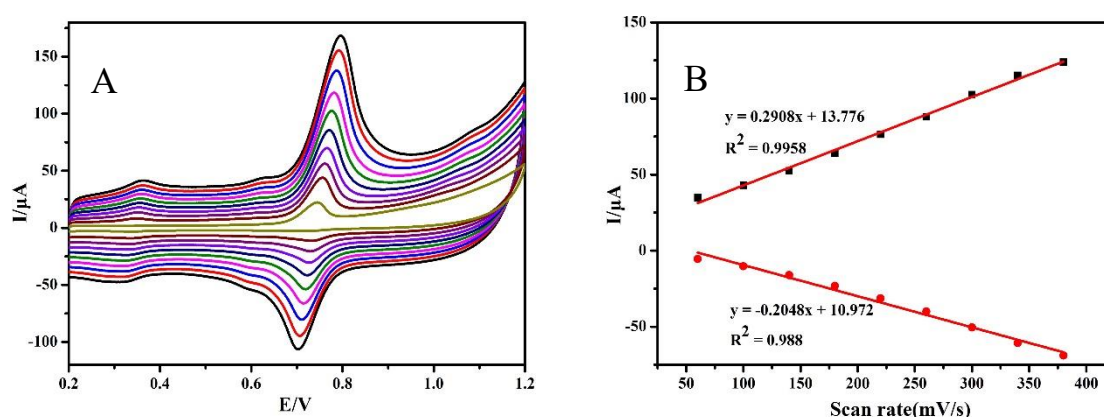 A
I/μA
150
100
50
0
-50
-100
0.2 0.4 0.6 0.8 1.0 1.2
E/V
B
I/μA
150
100
50
0
-50
y = 0.2908x + 13.776
R² = 0.9958
y = -0.2048x + 10.972
R² = 0.988
50 100 150 200 250 300 350 400
Scan rate(mV/s)